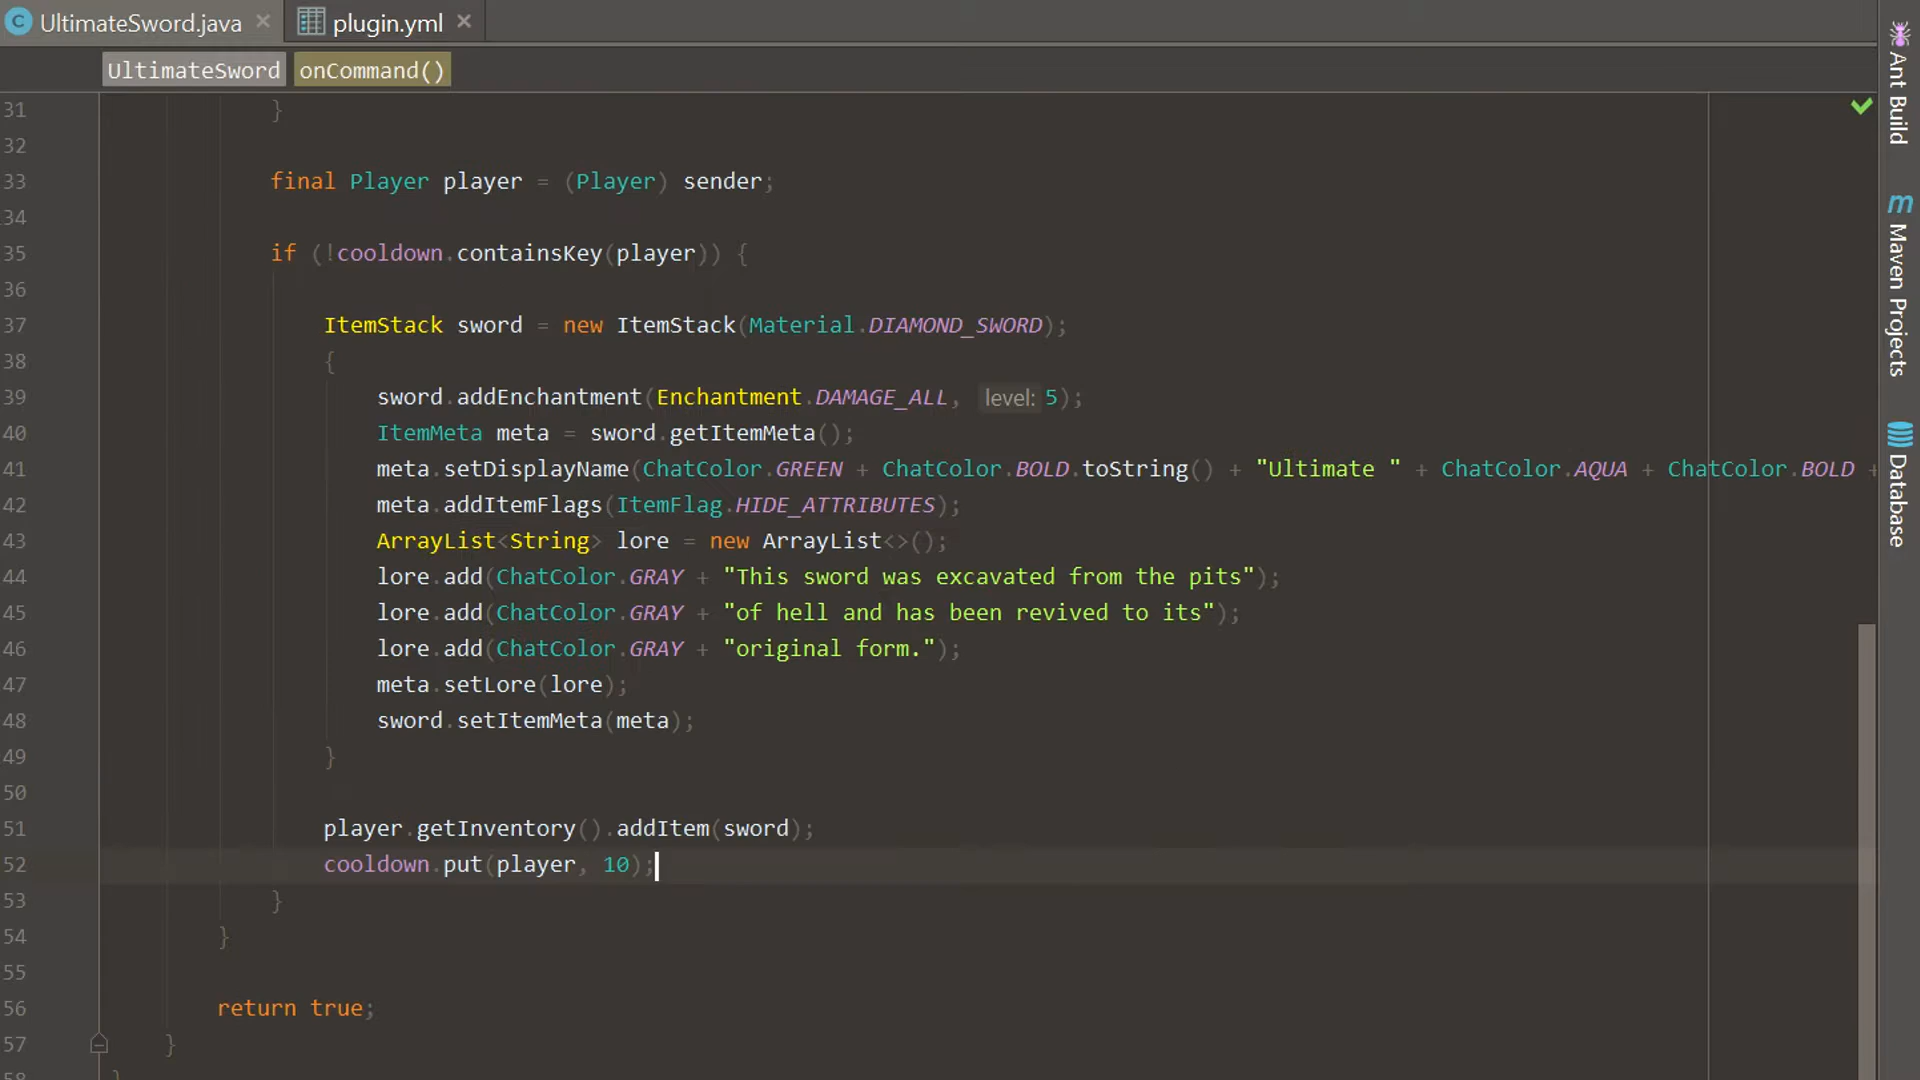 UltimateSword.java
plugin.yml
UltimateSword onCommand()
31 }
32
33 final Player player = (Player) sender;
34
35 if (!cooldown.containsKey(player)) {
36
37 ItemStack sword = new ItemStack(Material.DIAMOND_SWORD);
38 {
39 sword.addEnchantment(Enchantment.DAMAGE_ALL, level: 5);
40 ItemMeta meta = sword.getItemMeta();
41 meta.setDisplayName(ChatColor.GREEN + ChatColor.BOLD.toString() + "Ultimate " + ChatColor.AQUA + ChatColor.BOLD +
42 meta.addItemFlags(ItemFlag.HIDE_ATTRIBUTES);
43 ArrayList<String> lore = new ArrayList<>();
44 lore.add(ChatColor.GRAY + "This sword was excavated from the pits");
45 lore.add(ChatColor.GRAY + "of hell and has been revived to its");
46 lore.add(ChatColor.GRAY + "original form.");
47 meta.setLore(lore);
48 sword.setItemMeta(meta);
49 }
50
51 player.getInventory().addItem(sword);
52 cooldown.put(player, 10);
53 }
54 }
55
56 return true;
57 }
58 }
Ant Build
Maven Projects
Database